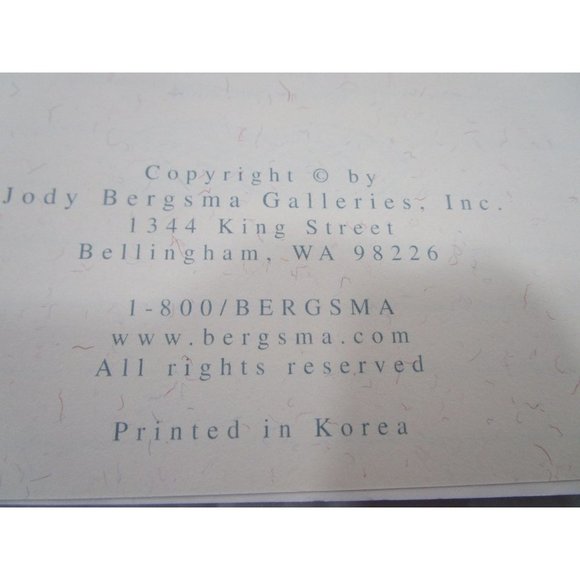 Copyright © by
Jody Bergsma Galleries, Inc.
1344 King Street
Bellingham, WA 98226
1-800/BERGSMA
www.bergsma.com
All rights reserved
Printed in Korea